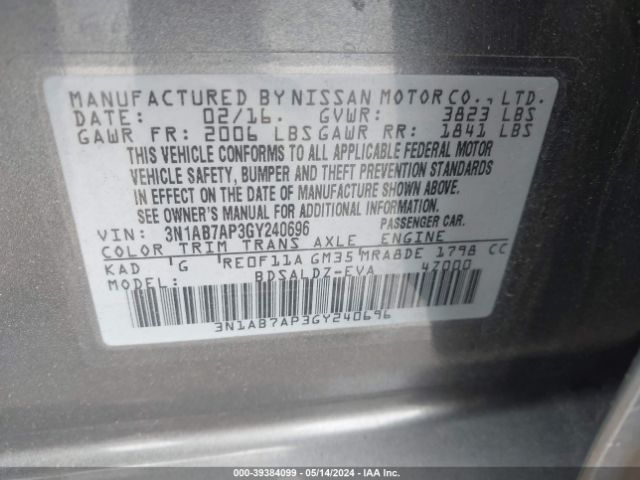 MANUFACTURED BY NISSAN MOTOR CO., LTD.
DATE: 02/16. GVWR: 3823 LBS
GAWR FR: 2006 LBS GAWR RR: 1841 LBS
THIS VEHICLE CONFORMS TO ALL APPLICABLE FEDERAL MOTOR
VEHICLE SAFETY, BUMPER AND THEFT PREVENTION STANDARDS
IN EFFECT ON THE DATE OF MANUFACTURE SHOWN ABOVE.
SEE OWNER'S MANUAL FOR ADDITIONAL INFORMATION.
VIN: 3N1AB7AP3GY240696 PASSENGER CAR.
COLOR TRIM TRANS AXLE ENGINE
KAD G RE0F11A GM35 MRA8DE 1798 CC
MODEL: BDSALDZ-EVA 4Z000
3N1AB7AP3GY240696
000-39384099 — 05/14/2024 — IAA Inc.